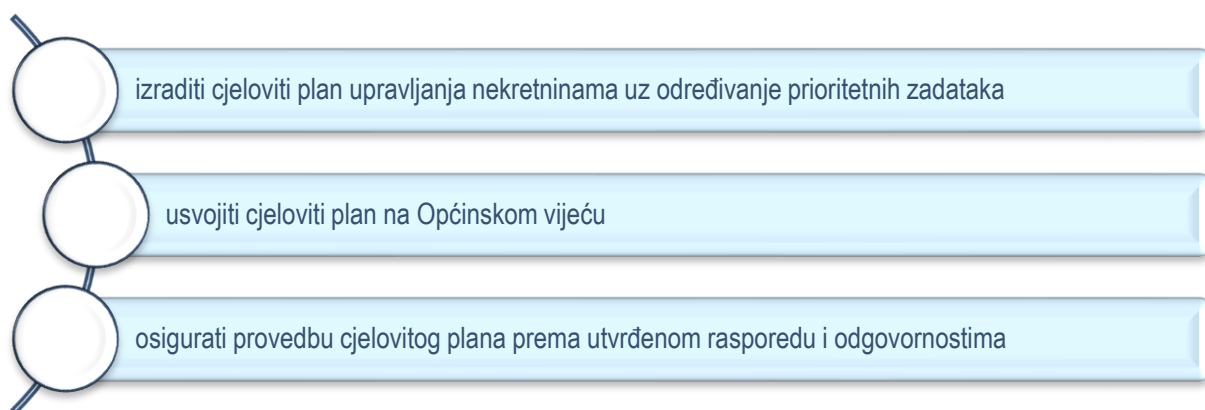 izraditi cjeloviti plan upravljanja nekretninama uz određivanje prioritetnih zadataka
usvojiti cjeloviti plan na Općinskom vijeću
osigurati provedbu cjelovitog plana prema utvrđenom rasporedu i odgovornostima